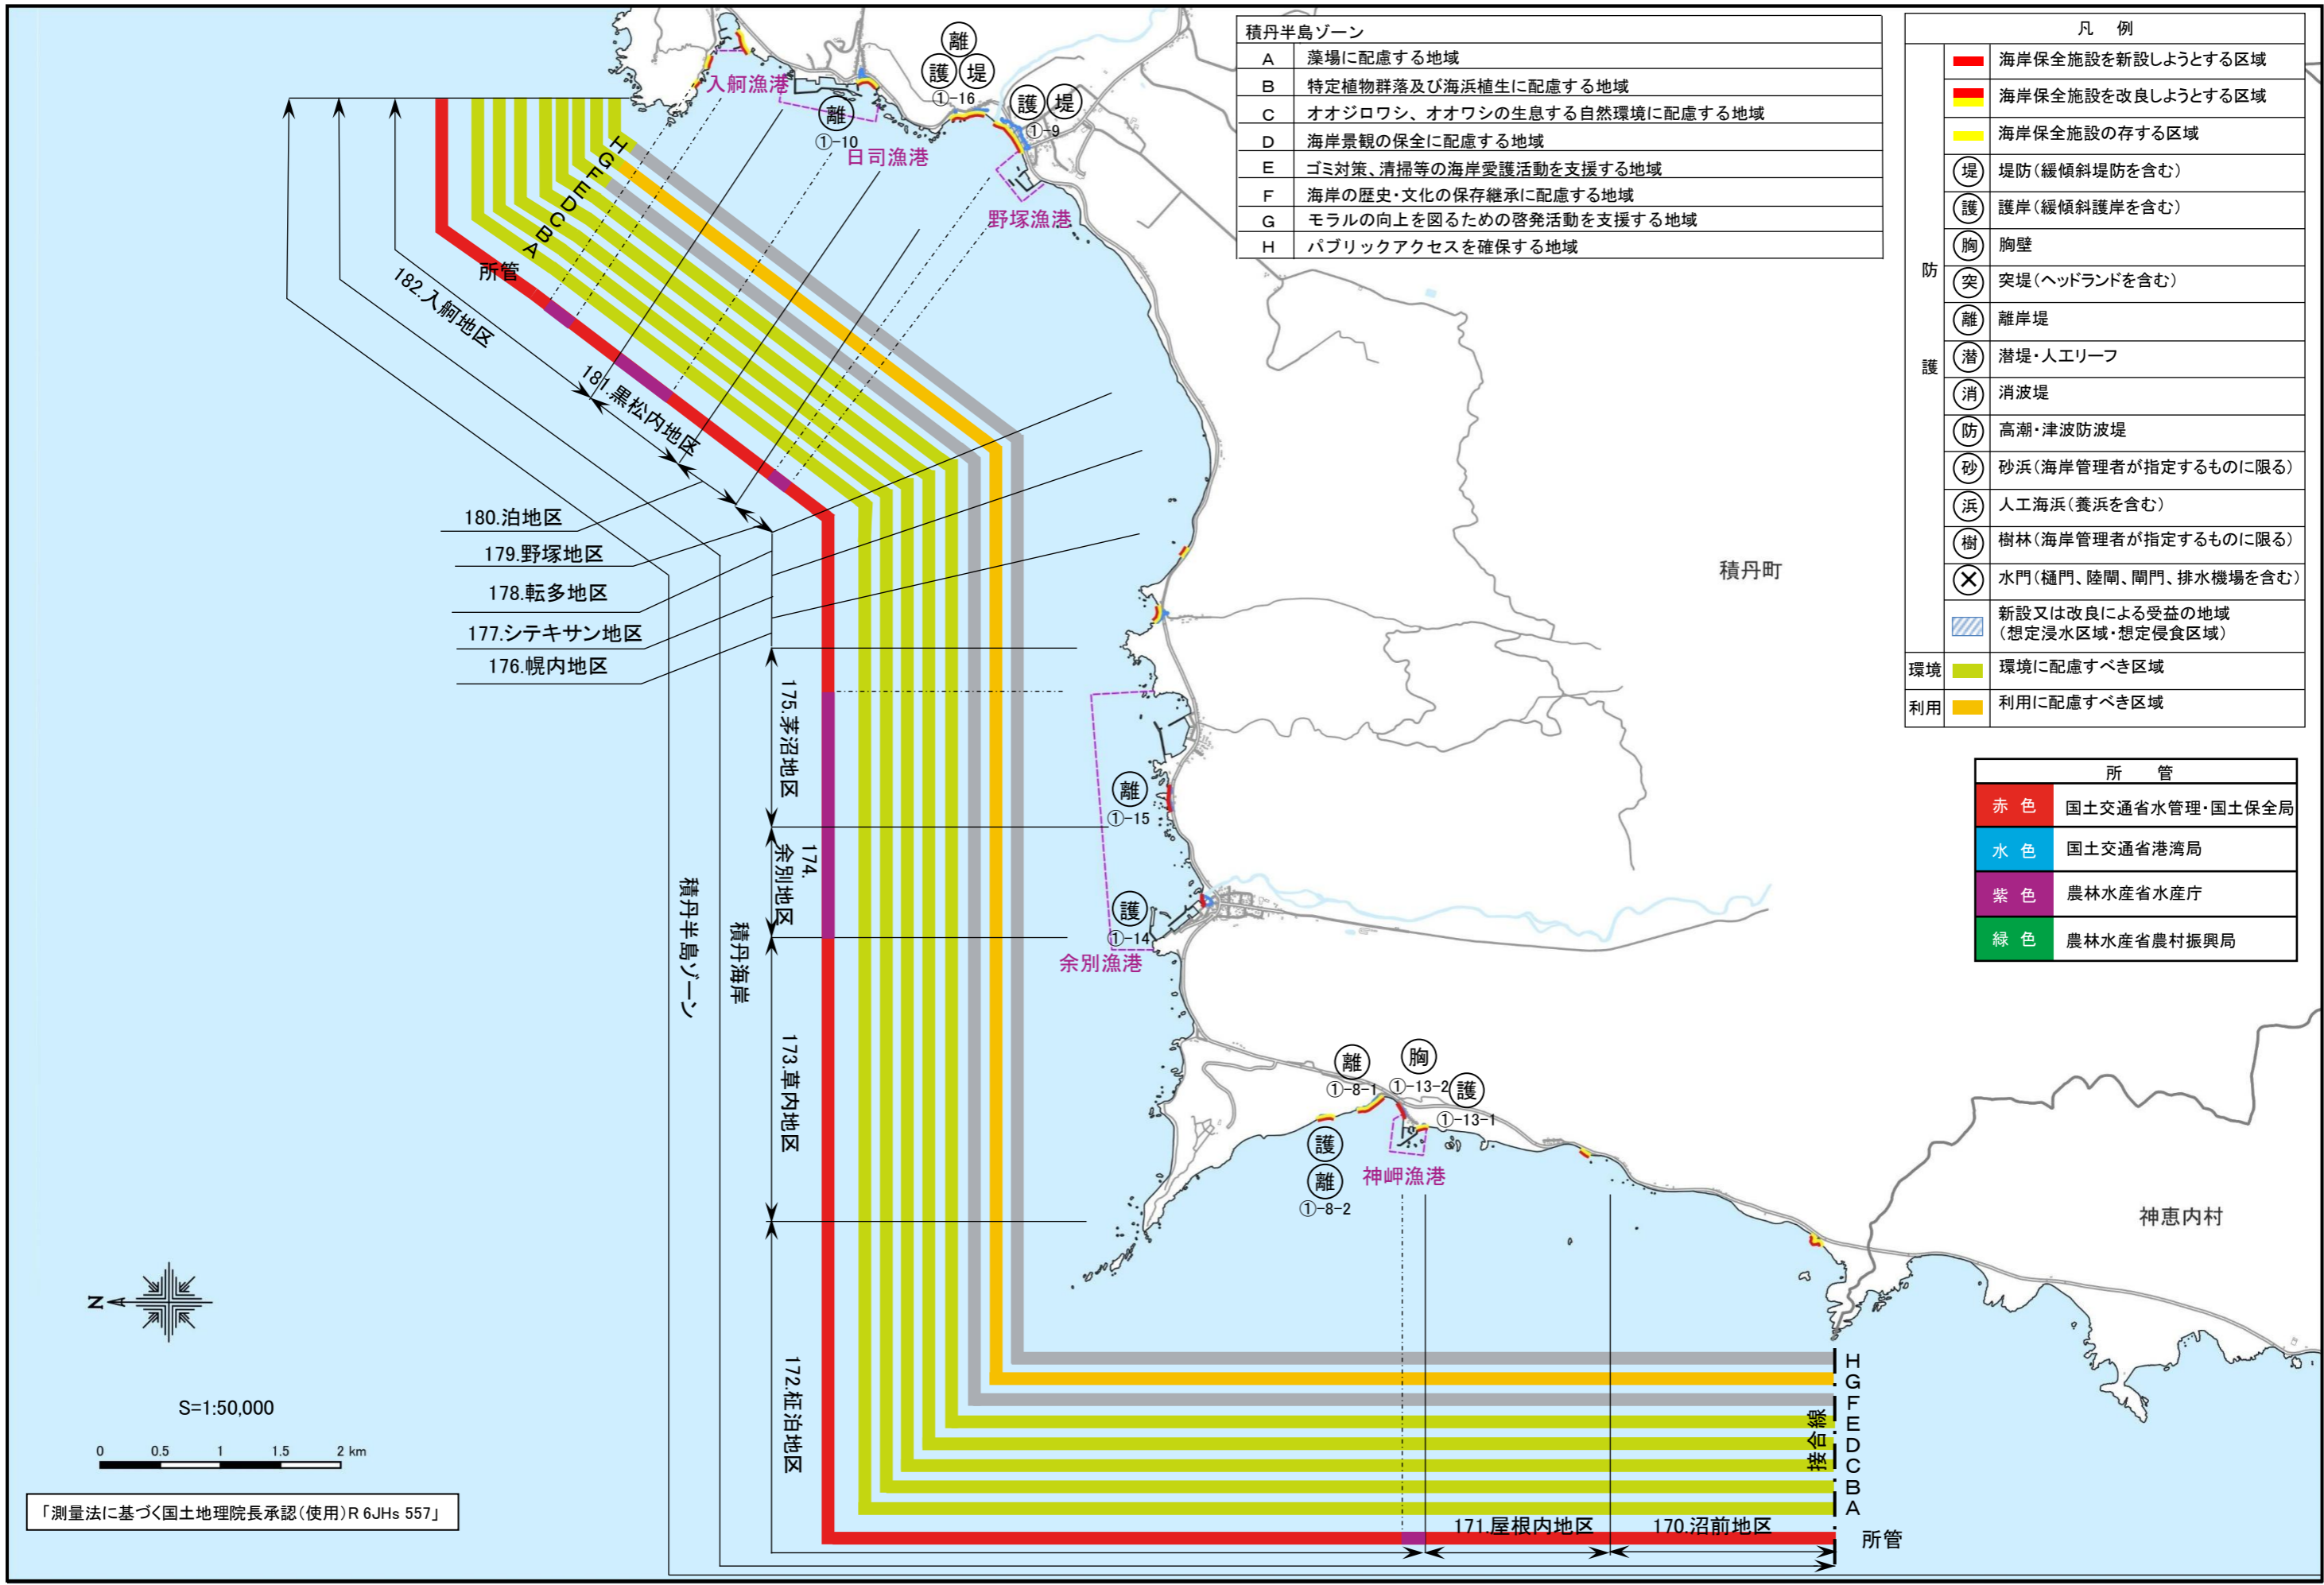 積丹半島ゾーン
A 藻場に配慮する地域
B 特定植物群落及び海浜植生に配慮する地域
C オオジロワシ、オオワシの生息する自然環境に配慮する地域
D 海岸景観の保全に配慮する地域
E ゴミ対策、清掃等の海岸愛護活動を支援する地域
F 海岸の歴史・文化の保存継承に配慮する地域
G モラルの向上を図るための啓発活動を支援する地域
H パブリックアクセスを確保する地域
凡 例
防 護
海岸保全施設を新設しようとする区域
海岸保全施設を改良しようとする区域
海岸保全施設の存する区域
堤 堤防(緩傾斜堤防を含む)
護 護岸(緩傾斜護岸を含む)
胸 胸壁
突 突堤(ヘッドランドを含む)
離 離岸堤
潜 潜堤・人工リーフ
消 消波堤
防 高潮・津波防波堤
砂 砂浜(海岸管理者が指定するものに限る)
浜 人工海浜(養浜を含む)
樹 樹林(海岸管理者が指定するものに限る)
水門(樋門、陸閘、閘門、排水機場を含む)
新設又は改良による受益の地域
(想定浸水区域・想定侵食区域)
環境 環境に配慮すべき区域
利用 利用に配慮すべき区域
所 管
赤 色 国土交通省水管理・国土保全局
水 色 国土交通省港湾局
紫 色 農林水産省水産庁
緑 色 農林水産省農村振興局
入舸漁港
離
①-10
日司漁港
離
護 堤
①-16
護 堤
①-9
野塚漁港
H
G
F
E
D
C
B
A
所管
182.入舸地区
181.黒松内地区
180.泊地区
179.野塚地区
178.転多地区
177.シテキサン地区
176.幌内地区
175.茅沼地区
174.
余別地区
173.草内地区
172.柾泊地区
171.屋根内地区
170.沼前地区
積丹半島ゾーン
積丹海岸
積丹町
離
①-15
護
①-14
余別漁港
離
①-8-1
胸
①-13-2
護
①-13-1
護
離
①-8-2
神岬漁港
神恵内村
接合線
H
G
F
E
D
C
B
A
所管
N
S=1:50,000
0 0.5 1 1.5 2 km
「測量法に基づく国土地理院長承認(使用)R 6JHs 557」